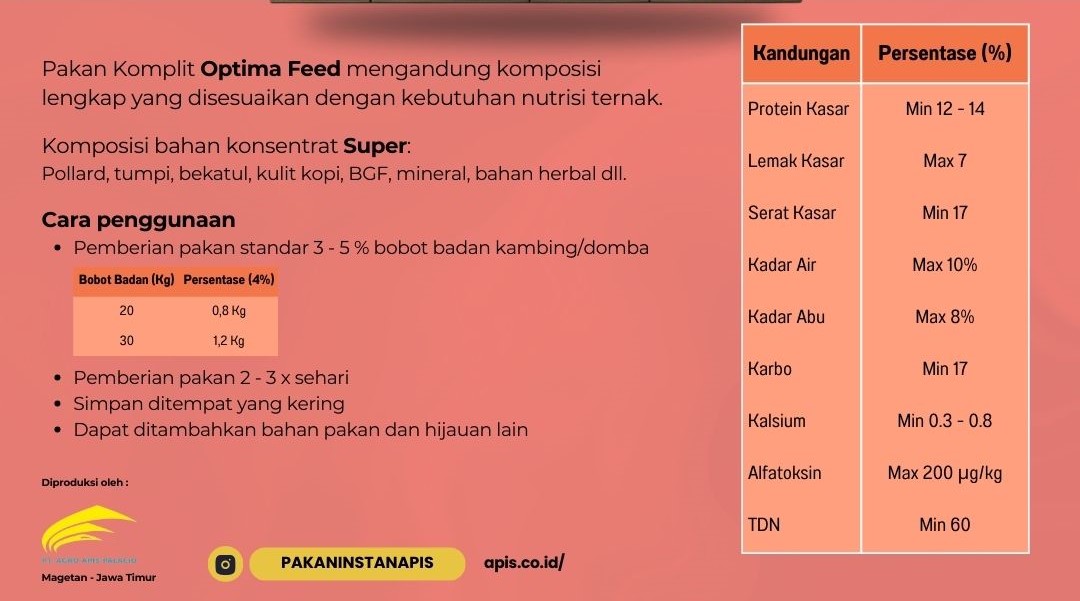 Pakan Komplit Optima Feed mengandung komposisi
lengkap yang disesuaikan dengan kebutuhan nutrisi ternak.
Komposisi bahan konsentrat Super:
Pollard, tumpi, bekatul, kulit kopi, BGF, mineral, bahan herbal dll.
Cara penggunaan
• Pemberian pakan standar 3 - 5 % bobot badan kambing/domba
Bobot Badan (Kg) Persentase (4%)
20 0,8 Kg
30 1,2 Kg
• Pemberian pakan 2 - 3 x sehari
• Simpan ditempat yang kering
• Dapat ditambahkan bahan pakan dan hijauan lain
Diproduksi oleh :
PT. AGRO APIS PALACIO
Magetan - Jawa Timur
PAKANINSTANAPIS
apis.co.id/
Kandungan Persentase (%)
Protein Kasar Min 12 - 14
Lemak Kasar Max 7
Serat Kasar Min 17
Kadar Air Max 10%
Kadar Abu Max 8%
Karbo Min 17
Kalsium Min 0.3 - 0.8
Alfatoksin Max 200 µg/kg
TDN Min 60